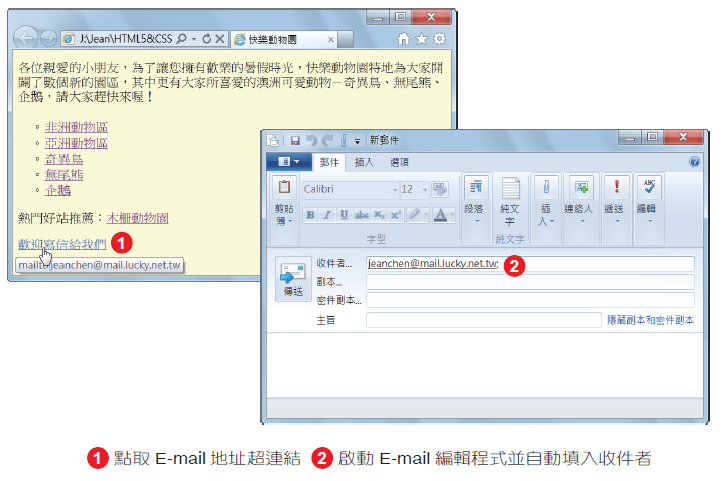 J:\Jean\HTML5&CSS
快樂動物園
各位親愛的小朋友，為了讓您擁有歡樂的暑假時光，快樂動物園特地為大家開
闢了數個新的園區，其中更有大家所喜愛的澳洲可愛動物－奇異鳥、無尾熊、
企鵝，請大家趕快來喔！
非洲動物區
亞洲動物區
奇異鳥
無尾熊
企鵝
熱門好站推薦：木柵動物園
歡迎寫信給我們 1
mailto:jeanchen@mail.lucky.net.tw
新郵件
郵件 插入 選項
剪貼簿
Calibri 12
B I U abc X₂ X² A
字型
段落
純文字
純文字
插入
連絡人
遞送
ABC
編輯
傳送
收件者... jeanchen@mail.lucky.net.tw; 2
副本...
密件副本...
主旨 隱藏副本和密件副本
1 點取 E-mail 地址超連結 2 啟動 E-mail 編輯程式並自動填入收件者